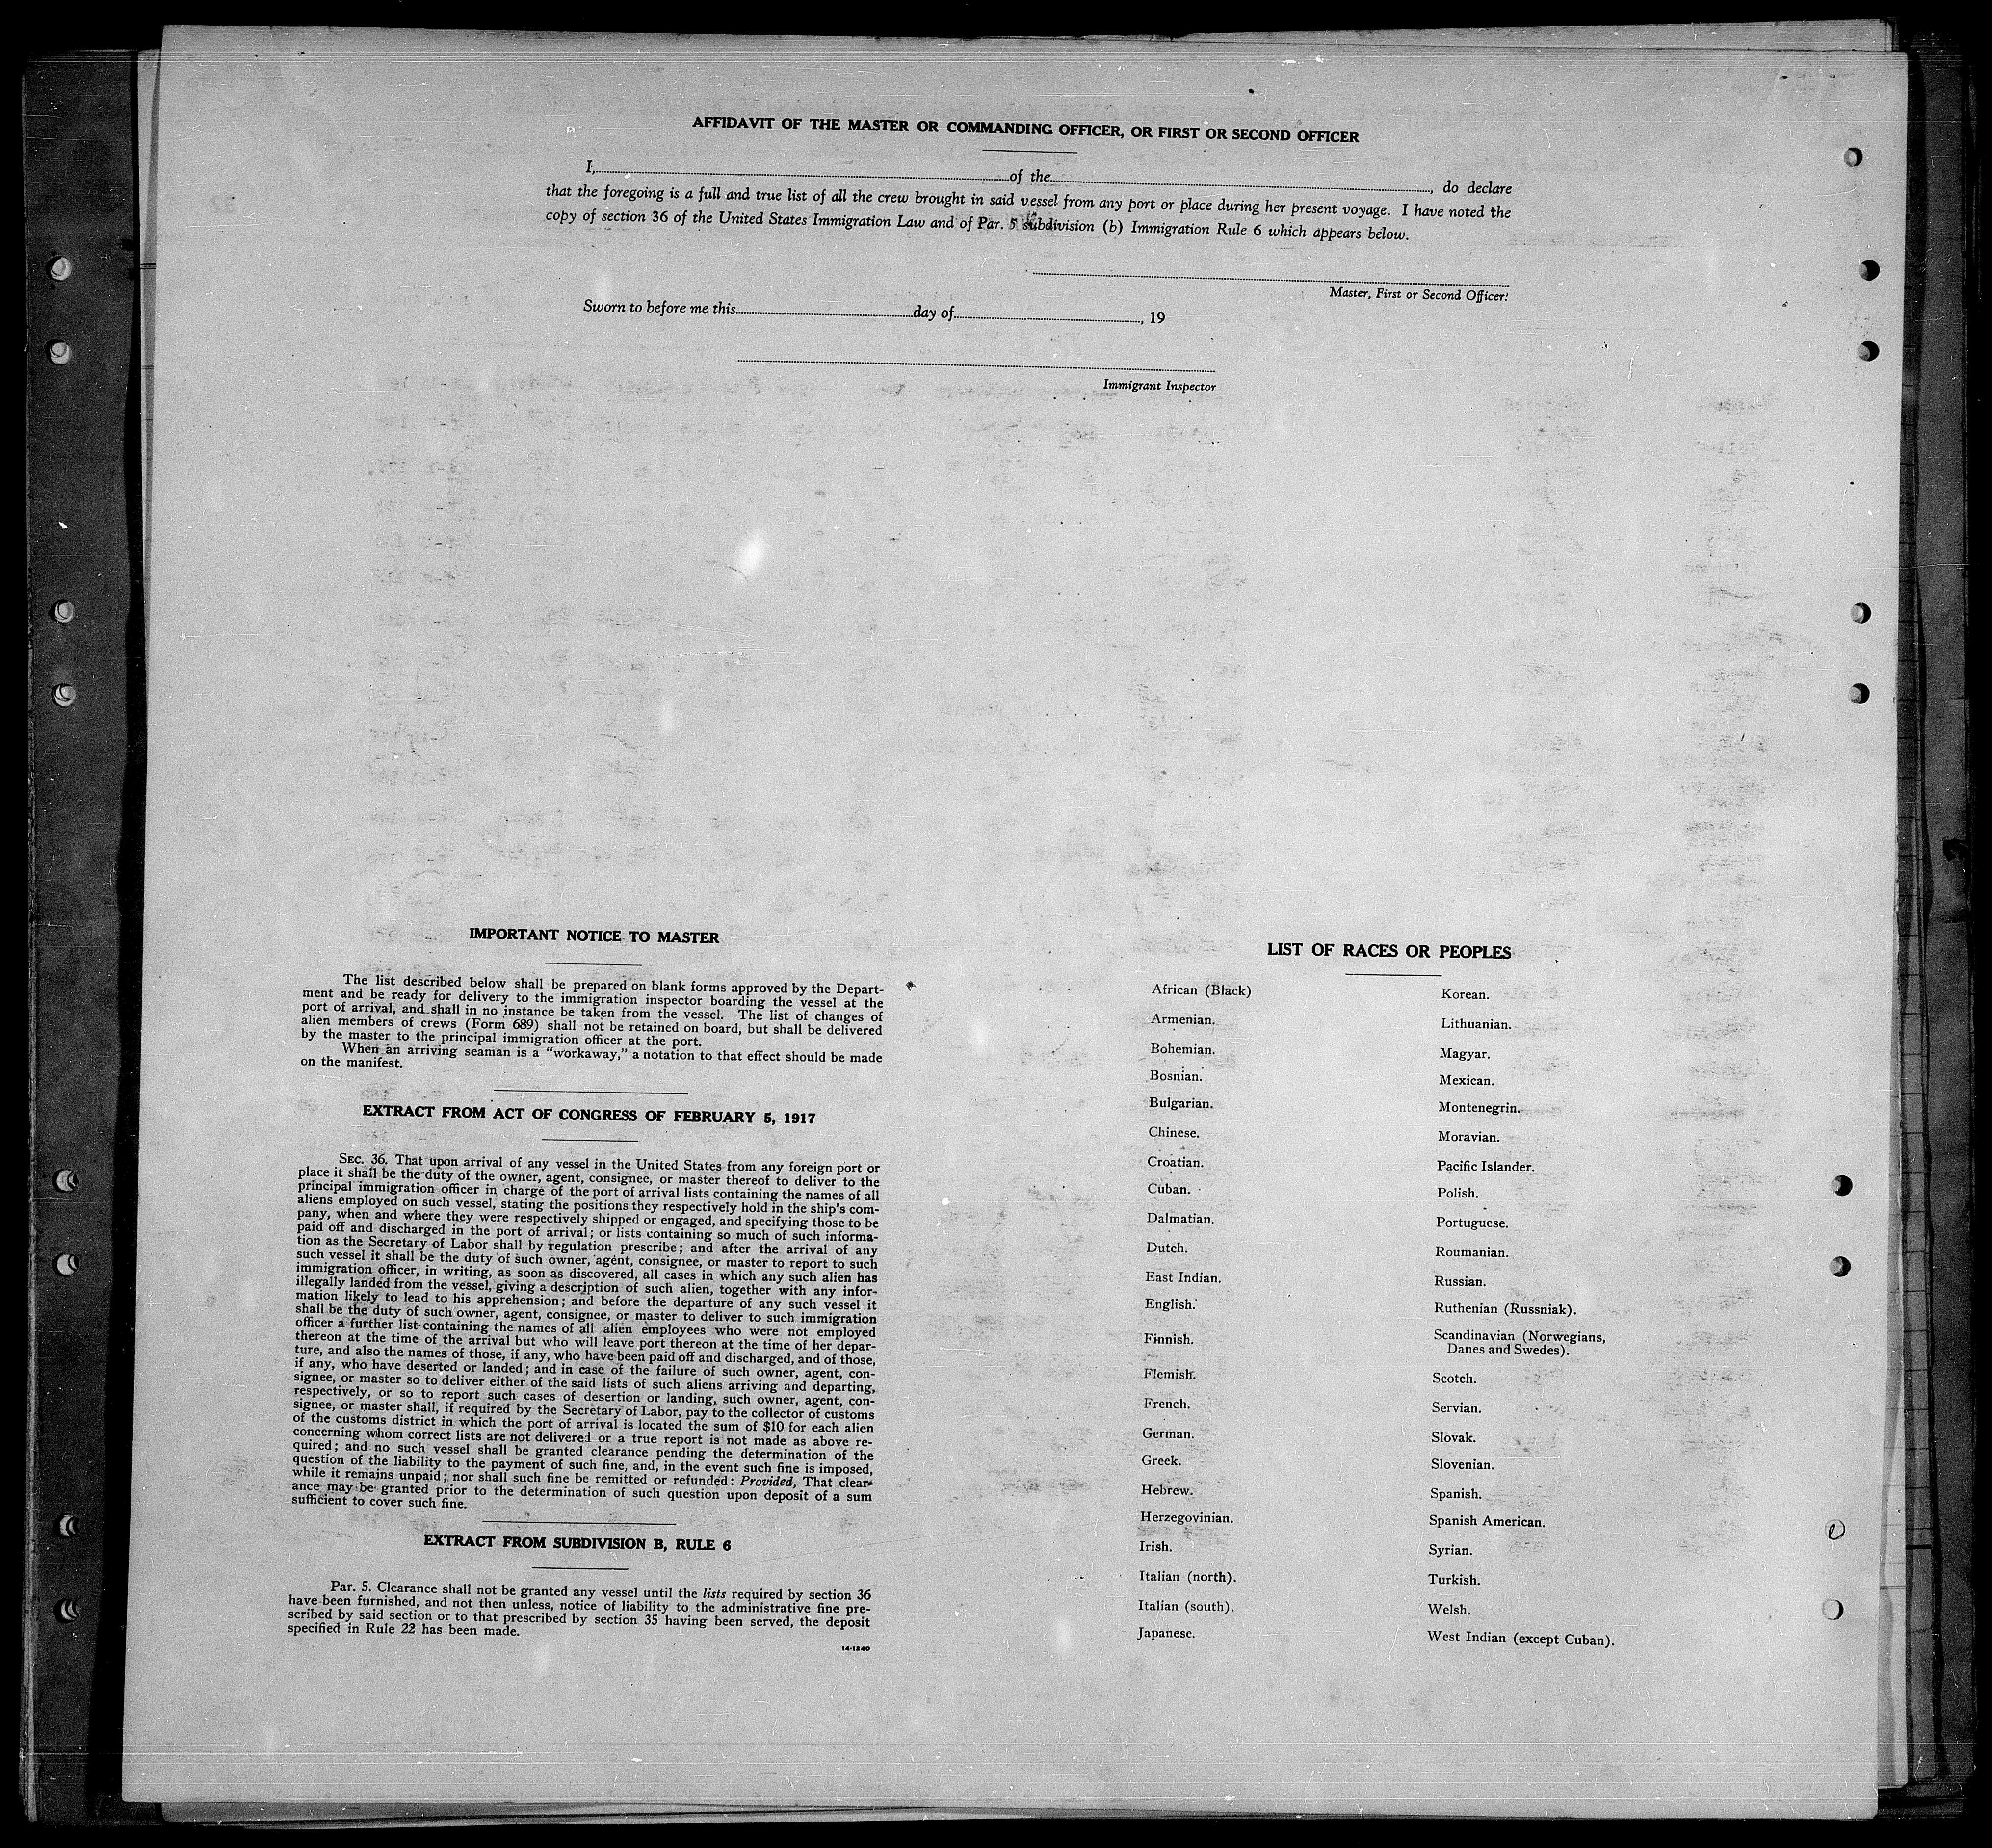 AFFIDAVIT OF THE MASTER OR COMMANDING OFFICER, OR FIRST OR SECOND OFFICER
I, of the , do declare
that the foregoing is a full and true list of all the crew brought in said vessel from any port or place during her present voyage. I have noted the
copy of section 36 of the United States Immigration Law and of Par. 5 subdivision (b) Immigration Rule 6 which appears below.
Master, First or Second Officer.
Sworn to before me this day of , 19
Immigrant Inspector
IMPORTANT NOTICE TO MASTER
The list described below shall be prepared on blank forms approved by the Depart-
ment and be ready for delivery to the immigration inspector boarding the vessel at the
port of arrival, and shall in no instance be taken from the vessel. The list of changes of
alien members of crews (Form 689) shall not be retained on board, but shall be delivered
by the master to the principal immigration officer at the port.
When an arriving seaman is a "workaway," a notation to that effect should be made
on the manifest.
EXTRACT FROM ACT OF CONGRESS OF FEBRUARY 5, 1917
SEC. 36. That upon arrival of any vessel in the United States from any foreign port or
place it shall be the duty of the owner, agent, consignee, or master thereof to deliver to the
principal immigration officer in charge of the port of arrival lists containing the names of all
aliens employed on such vessel, stating the positions they respectively hold in the ship's com-
pany, when and where they were respectively shipped or engaged, and specifying those to be
paid off and discharged in the port of arrival; or lists containing so much of such informa-
tion as the Secretary of Labor shall by regulation prescribe; and after the arrival of any
such vessel it shall be the duty of such owner, agent, consignee, or master to report to such
immigration officer, in writing, as soon as discovered, all cases in which any such alien has
illegally landed from the vessel, giving a description of such alien, together with any infor-
mation likely to lead to his apprehension; and before the departure of any such vessel it
shall be the duty of such owner, agent, consignee, or master to deliver to such immigration
officer a further list containing the names of all alien employees who were not employed
thereon at the time of the arrival but who will leave port thereon at the time of her depar-
ture, and also the names of those, if any, who have been paid off and discharged, and of those,
if any, who have deserted or landed; and in case of the failure of such owner, agent, con-
signee, or master so to deliver either of the said lists of such aliens arriving and departing,
respectively, or so to report such cases of desertion or landing, such owner, agent, con-
signee, or master shall, if required by the Secretary of Labor, pay to the collector of customs
of the customs district in which the port of arrival is located the sum of $10 for each alien
concerning whom correct lists are not delivered or a true report is not made as above re-
quired; and no such vessel shall be granted clearance pending the determination of the
question of the liability to the payment of such fine, and, in the event such fine is imposed,
while it remains unpaid; nor shall such fine be remitted or refunded: Provided, That clear-
ance may be granted prior to the determination of such question upon deposit of a sum
sufficient to cover such fine.
EXTRACT FROM SUBDIVISION B, RULE 6
Par. 5. Clearance shall not be granted any vessel until the lists required by section 36
have been furnished, and not then unless, notice of liability to the administrative fine pre-
scribed by said section or to that prescribed by section 35 having been served, the deposit
specified in Rule 22 has been made.
14-1240
LIST OF RACES OR PEOPLES
African (Black)
Armenian.
Bohemian.
Bosnian.
Bulgarian.
Chinese.
Croatian.
Cuban.
Dalmatian.
Dutch.
East Indian.
English.
Finnish.
Flemish.
French.
German.
Greek.
Hebrew.
Herzegovinian.
Irish.
Italian (north).
Italian (south).
Japanese.
Korean.
Lithuanian.
Magyar.
Mexican.
Montenegrin.
Moravian.
Pacific Islander.
Polish.
Portuguese.
Roumanian.
Russian.
Ruthenian (Russniak).
Scandinavian (Norwegians,
Danes and Swedes).
Scotch.
Servian.
Slovak.
Slovenian.
Spanish.
Spanish American.
Syrian.
Turkish.
Welsh.
West Indian (except Cuban).